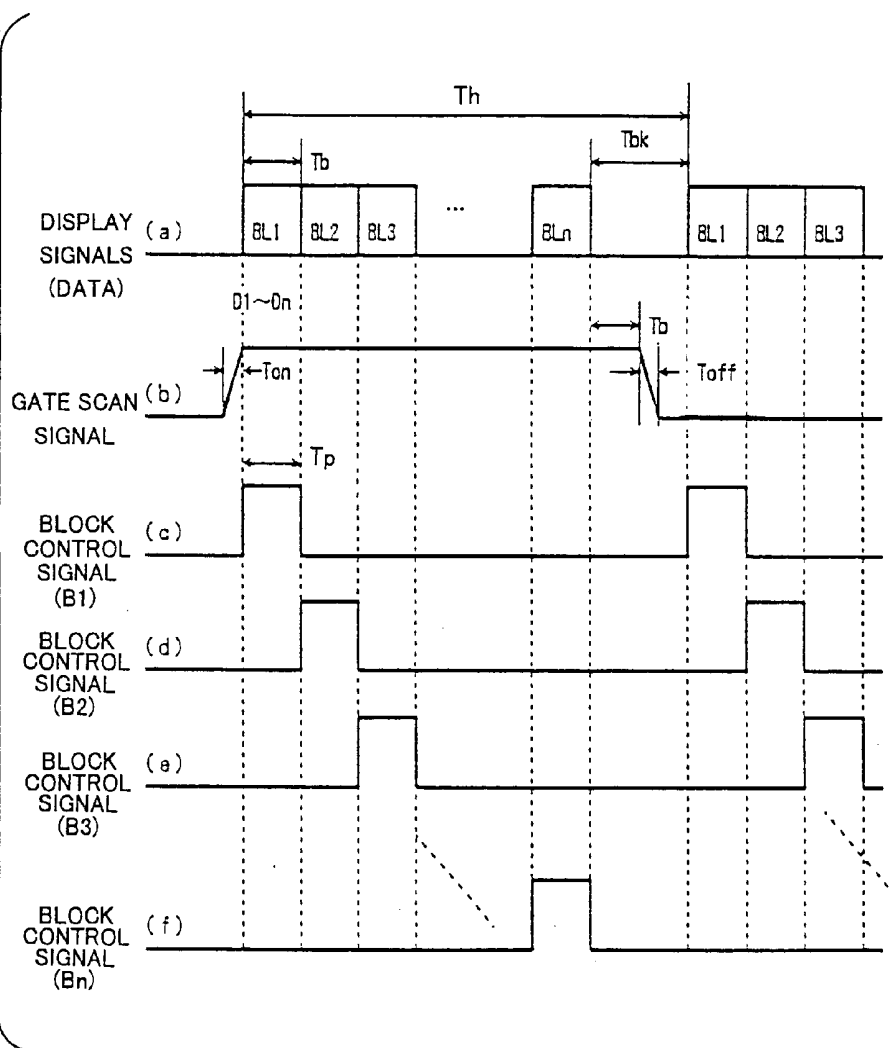 Th
Tbk
Tb
DISPLAY SIGNALS (DATA)
(a)
BL1 BL2 BL3 ... BLn BL1 BL2 BL3
D1~Dn
Tb
Ton
Toff
GATE SCAN SIGNAL
(b)
Tp
BLOCK CONTROL SIGNAL (B1)
(c)
BLOCK CONTROL SIGNAL (B2)
(d)
BLOCK CONTROL SIGNAL (B3)
(e)
BLOCK CONTROL SIGNAL (Bn)
(f)